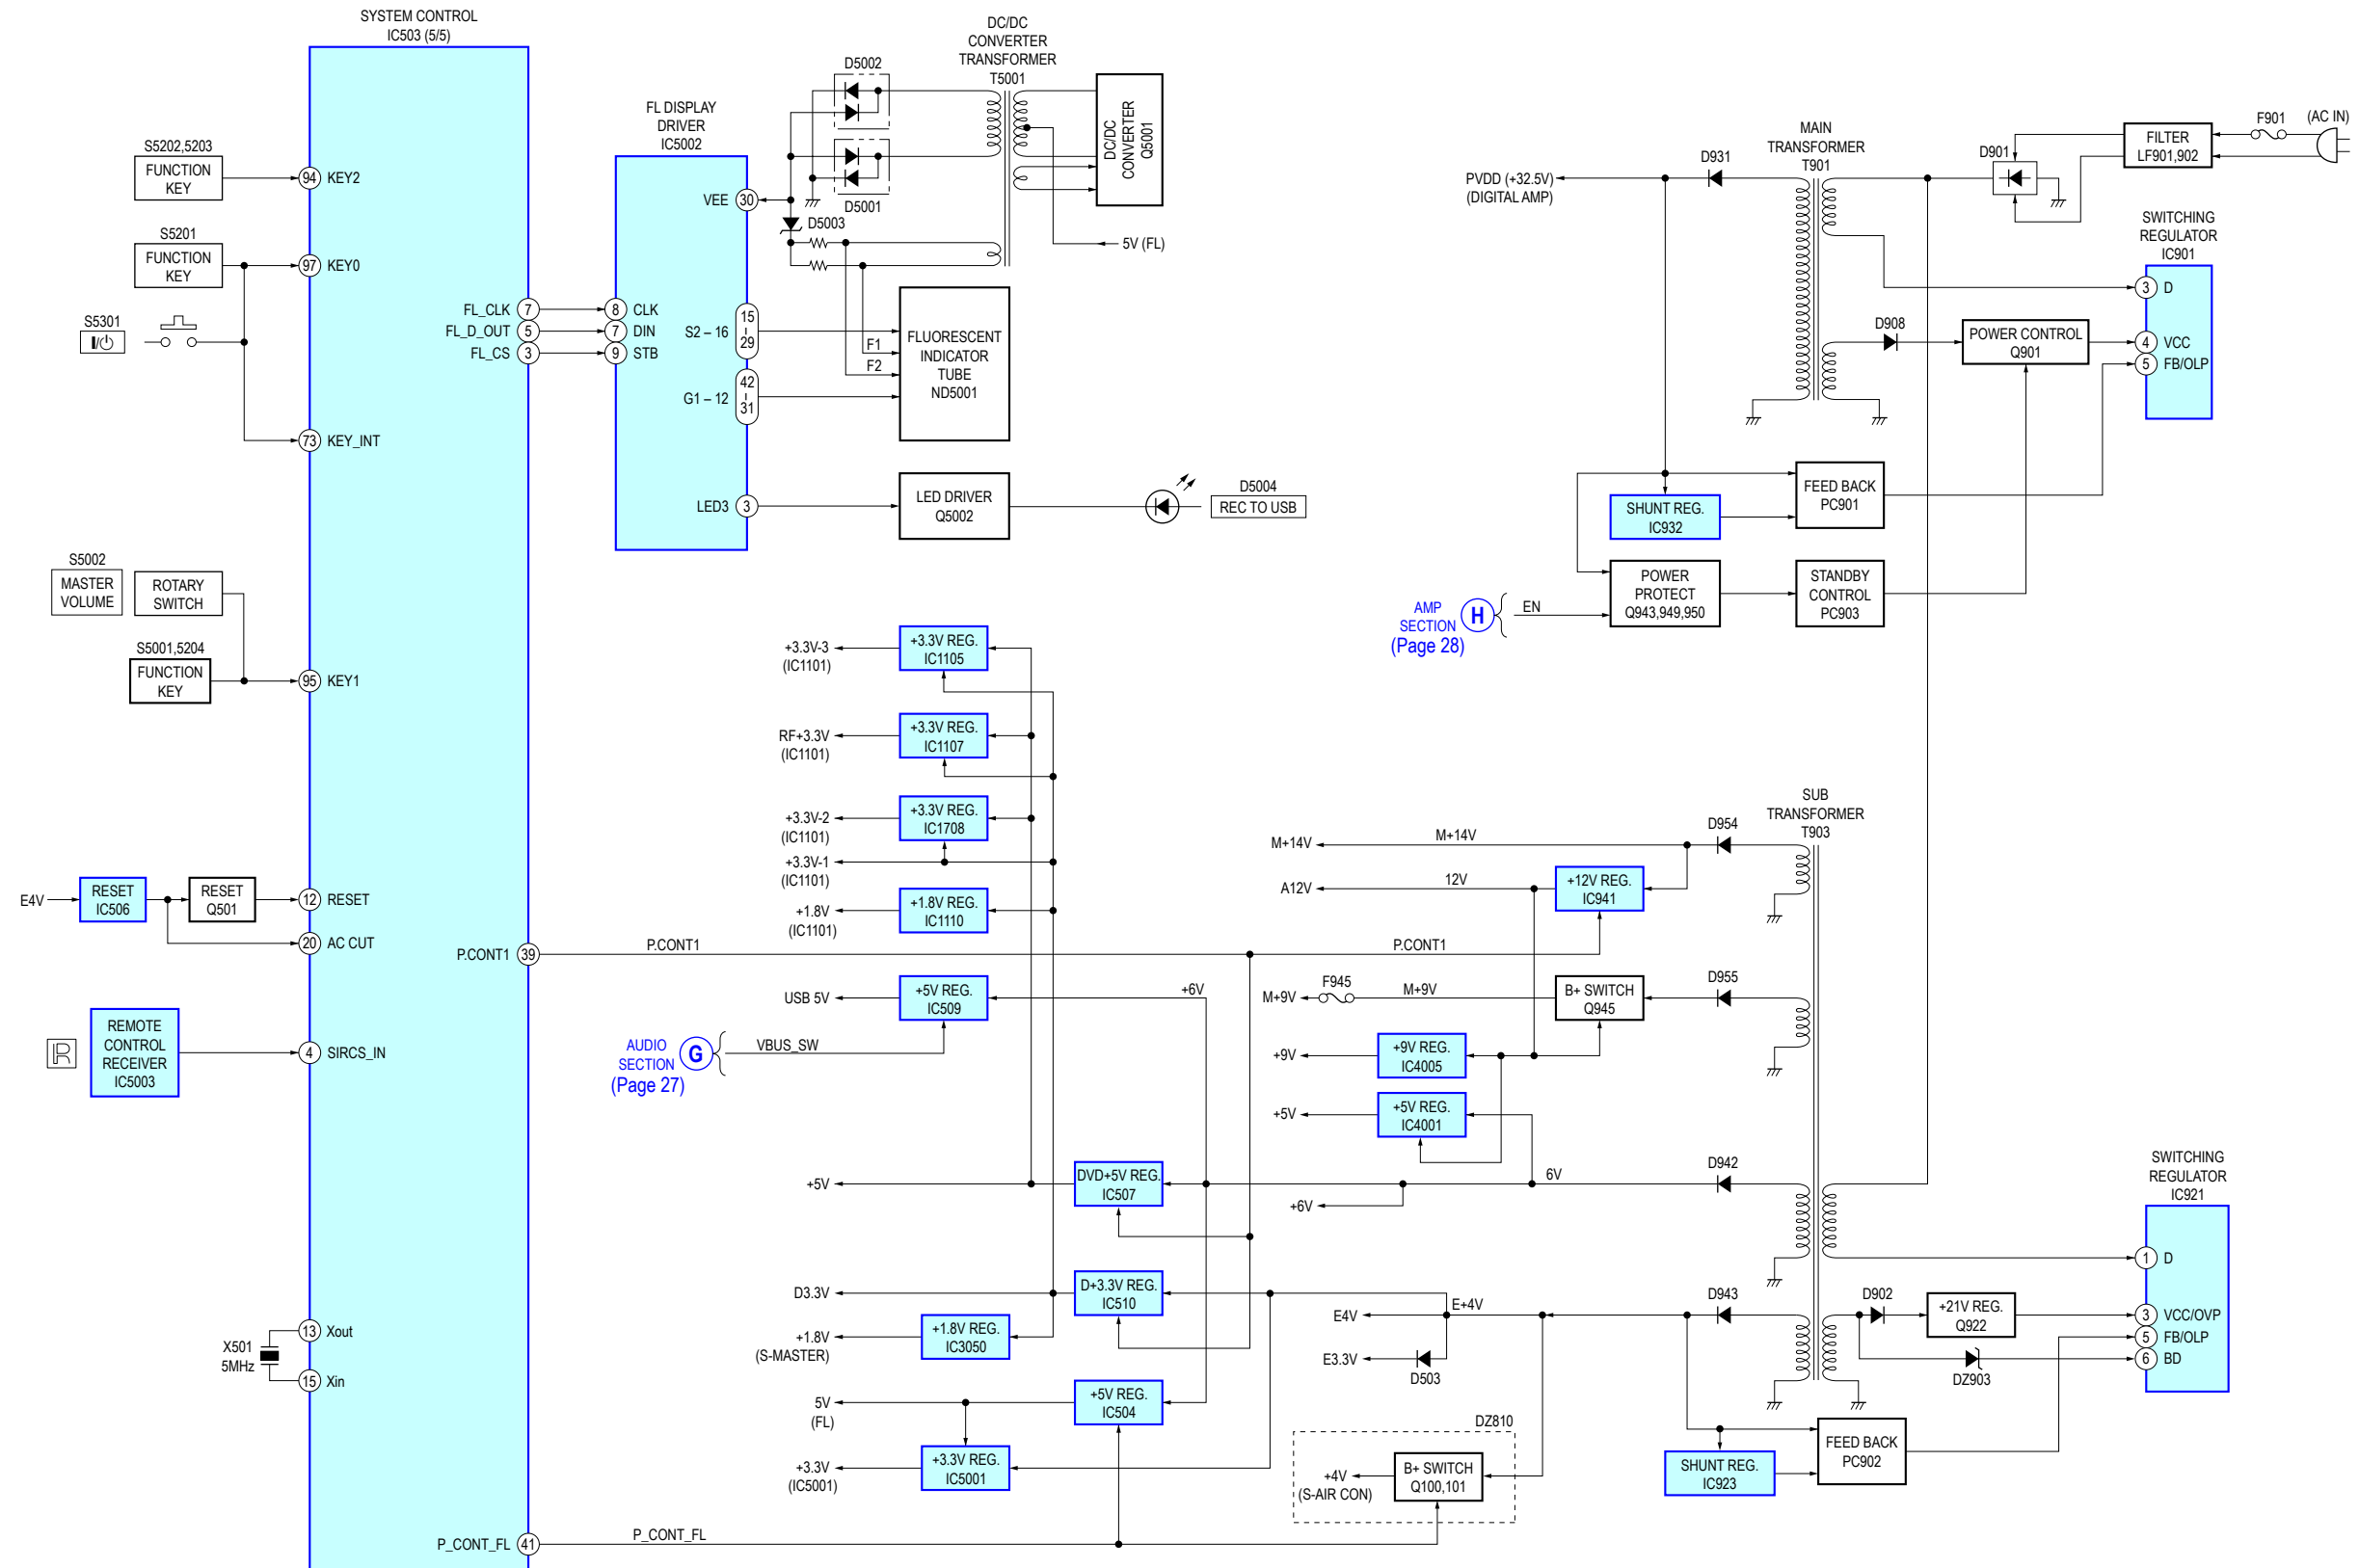 SYSTEM CONTROL
IC503 (5/5)
S5202,5203
FUNCTION
KEY
94 KEY2
S5201
FUNCTION
KEY
97 KEY0
S5301
I/
73 KEY_INT
FL_CLK 7
FL_D_OUT 5
FL_CS 3
S5002
MASTER
VOLUME
ROTARY
SWITCH
S5001,5204
FUNCTION
KEY
95 KEY1
E4V
RESET
IC506
RESET
Q501
12 RESET
20 AC CUT
P.CONT1 39
REMOTE
CONTROL
RECEIVER
IC5003
R
4 SIRCS_IN
X501
5MHz
13 Xout
15 Xin
P_CONT_FL 41
FL DISPLAY
DRIVER
IC5002
VEE 30
8 CLK
7 DIN
9 STB
S2 – 16
15
29
G1 – 12
42
31
LED3 3
D5002
D5001
D5003
DC/DC
CONVERTER
TRANSFORMER
T5001
DC/DC
CONVERTER
Q5001
5V (FL)
F1
F2
FLUORESCENT
INDICATOR
TUBE
ND5001
LED DRIVER
Q5002
D5004
REC TO USB
+3.3V-3
(IC1101)
+3.3V REG.
IC1105
RF+3.3V
(IC1101)
+3.3V REG.
IC1107
+3.3V-2
(IC1101)
+3.3V REG.
IC1708
+3.3V-1
(IC1101)
+1.8V
(IC1101)
+1.8V REG.
IC1110
P.CONT1
P.CONT1
USB 5V
+5V REG.
IC509
+6V
AUDIO
SECTION
(Page 27)
G
VBUS_SW
+5V
DVD+5V REG.
IC507
D3.3V
D+3.3V REG.
IC510
+1.8V
(S-MASTER)
+1.8V REG.
IC3050
5V
(FL)
+5V REG.
IC504
+3.3V
(IC5001)
+3.3V REG.
IC5001
P_CONT_FL
PVDD (+32.5V)
(DIGITAL AMP)
D931
MAIN
TRANSFORMER
T901
D901
FILTER
LF901,902
F901
(AC IN)
SWITCHING
REGULATOR
IC901
3 D
4 VCC
5 FB/OLP
D908
POWER CONTROL
Q901
FEED BACK
PC901
SHUNT REG.
IC932
POWER
PROTECT
Q943,949,950
STANDBY
CONTROL
PC903
AMP
SECTION
(Page 28)
H
EN
SUB
TRANSFORMER
T903
M+14V
M+14V
D954
A12V
12V
+12V REG.
IC941
M+9V
F945
M+9V
B+ SWITCH
Q945
D955
+9V
+9V REG.
IC4005
+5V
+5V REG.
IC4001
6V
D942
+6V
E4V
E+4V
D943
E3.3V
D503
DZ810
+4V
(S-AIR CON)
B+ SWITCH
Q100,101
SWITCHING
REGULATOR
IC921
1 D
3 VCC/OVP
5 FB/OLP
6 BD
D902
+21V REG.
Q922
DZ903
FEED BACK
PC902
SHUNT REG.
IC923